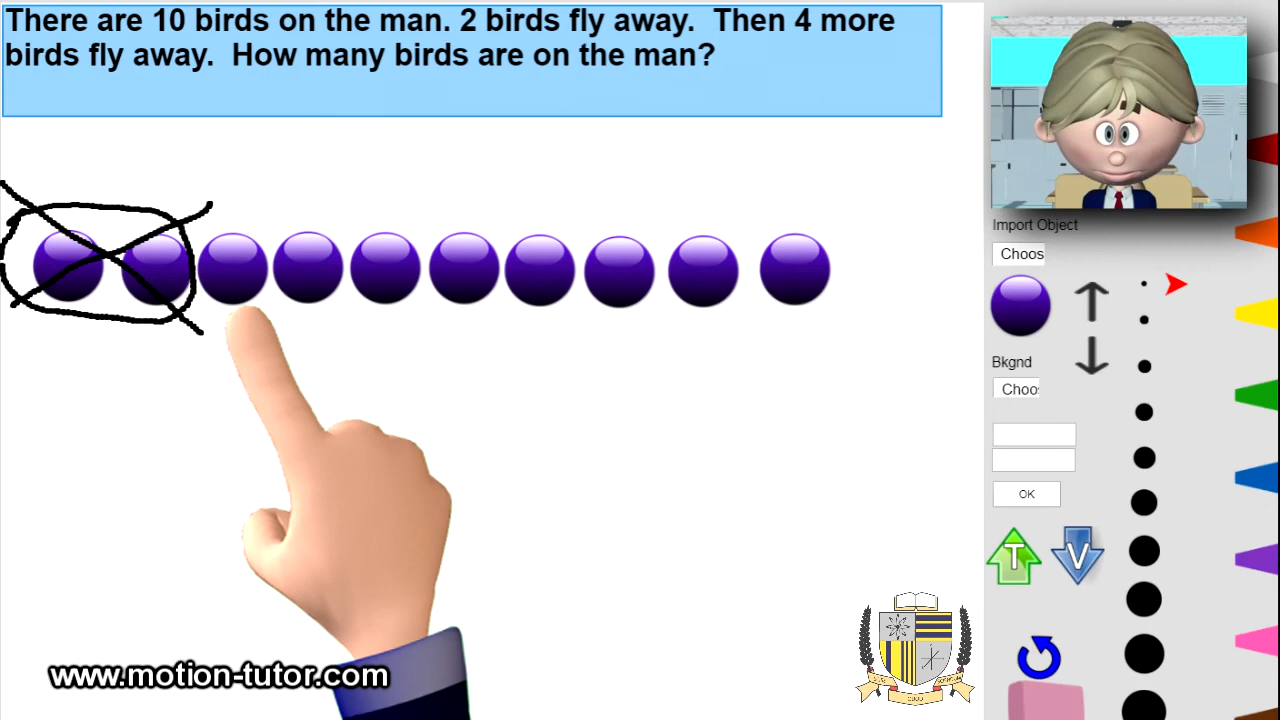 There are 10 birds on the man. 2 birds fly away.  Then 4 more
birds fly away.  How many birds are on the man?
Import Object
Choos
Bkgnd
Choo
OK
T
V
www.motion-tutor.com